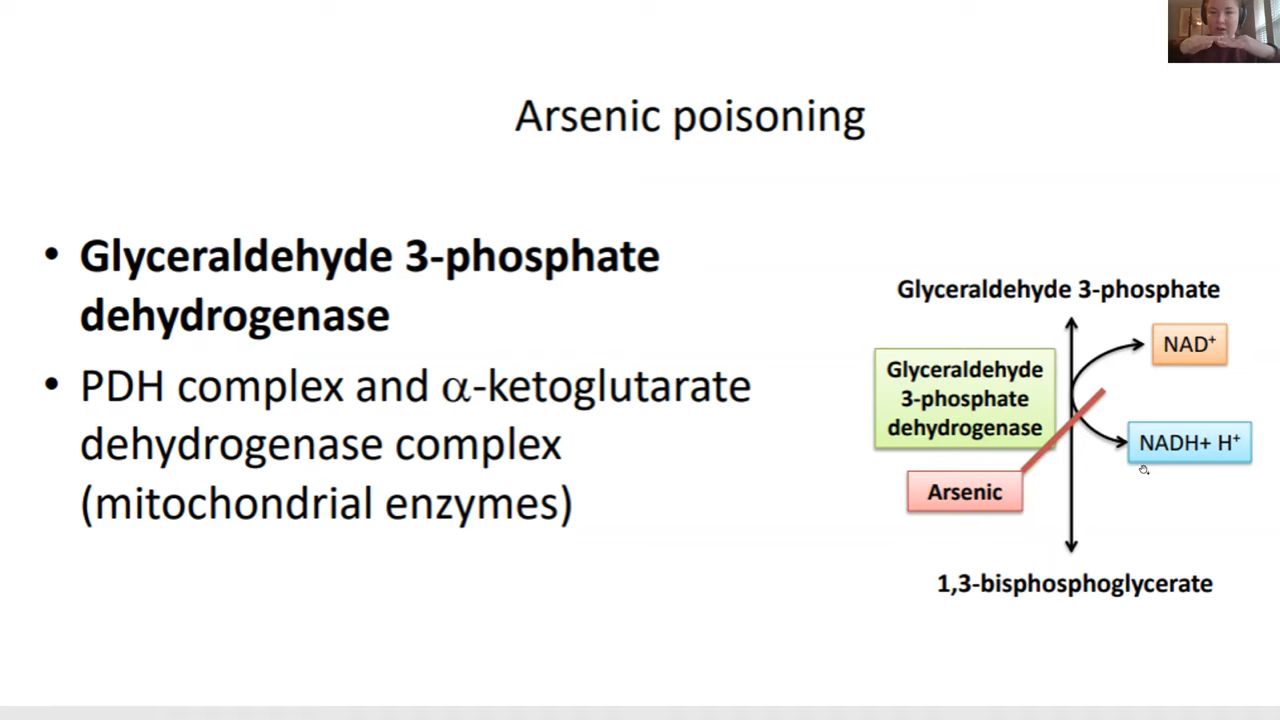 Arsenic poisoning
• Glyceraldehyde 3-phosphate
dehydrogenase
• PDH complex and α-ketoglutarate
dehydrogenase complex
(mitochondrial enzymes)
Glyceraldehyde 3-phosphate
NAD⁺
Glyceraldehyde
3-phosphate
dehydrogenase
NADH+ H⁺
Arsenic
1,3-bisphosphoglycerate